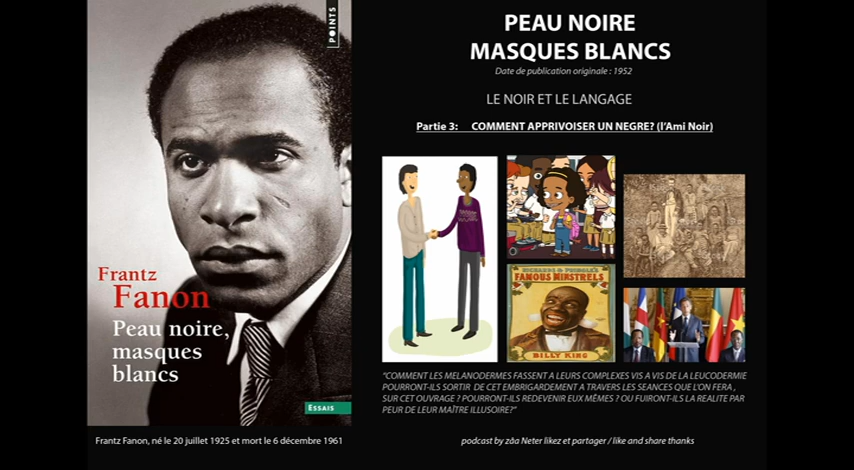 POINTS
Frantz
Fanon
Peau noire,
masques
blancs
ESSAIS
Frantz Fanon, né le 20 juillet 1925 et mort le 6 décembre 1961
PEAU NOIRE
MASQUES BLANCS
Date de publication originale : 1952
LE NOIR ET LE LANGAGE
Partie 3: COMMENT APPRIVOISER UN NEGRE? (l'Ami Noir)
RICHARDS & PRINGLE'S
FAMOUS MINSTRELS
BILLY KING
"COMMENT LES MELANODERMES FASSENT A LEURS COMPLEXES VIS A VIS DE LA LEUCODERMIE
POURRONT-ILS SORTIR DE CET EMBRIGARDEMENT A TRAVERS LES SEANCES QUE L'ON FERA ,
SUR CET OUVRAGE ? POURRONT-ILS REDEVENIR EUX MÊMES ? OU FUIRONT-ILS LA REALITE PAR
PEUR DE LEUR MAÎTRE ILLUSOIRE?"
podcast by zâa Neter likez et partager / like and share thanks